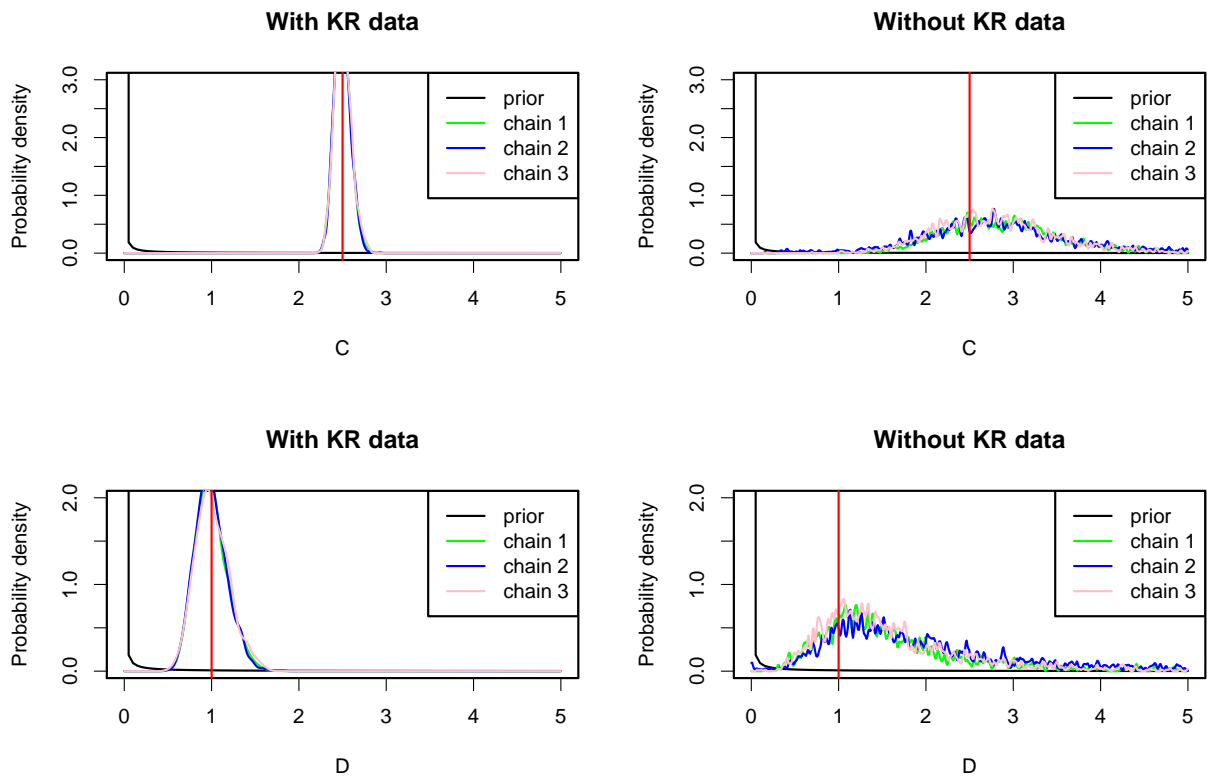 With KR data
Probability density
0.0 1.0 2.0 3.0
prior
chain 1
chain 2
chain 3
0 1 2 3 4 5
C
Without KR data
Probability density
0.0 1.0 2.0 3.0
prior
chain 1
chain 2
chain 3
0 1 2 3 4 5
C
With KR data
Probability density
0.0 1.0 2.0
prior
chain 1
chain 2
chain 3
0 1 2 3 4 5
D
Without KR data
Probability density
0.0 1.0 2.0
prior
chain 1
chain 2
chain 3
0 1 2 3 4 5
D